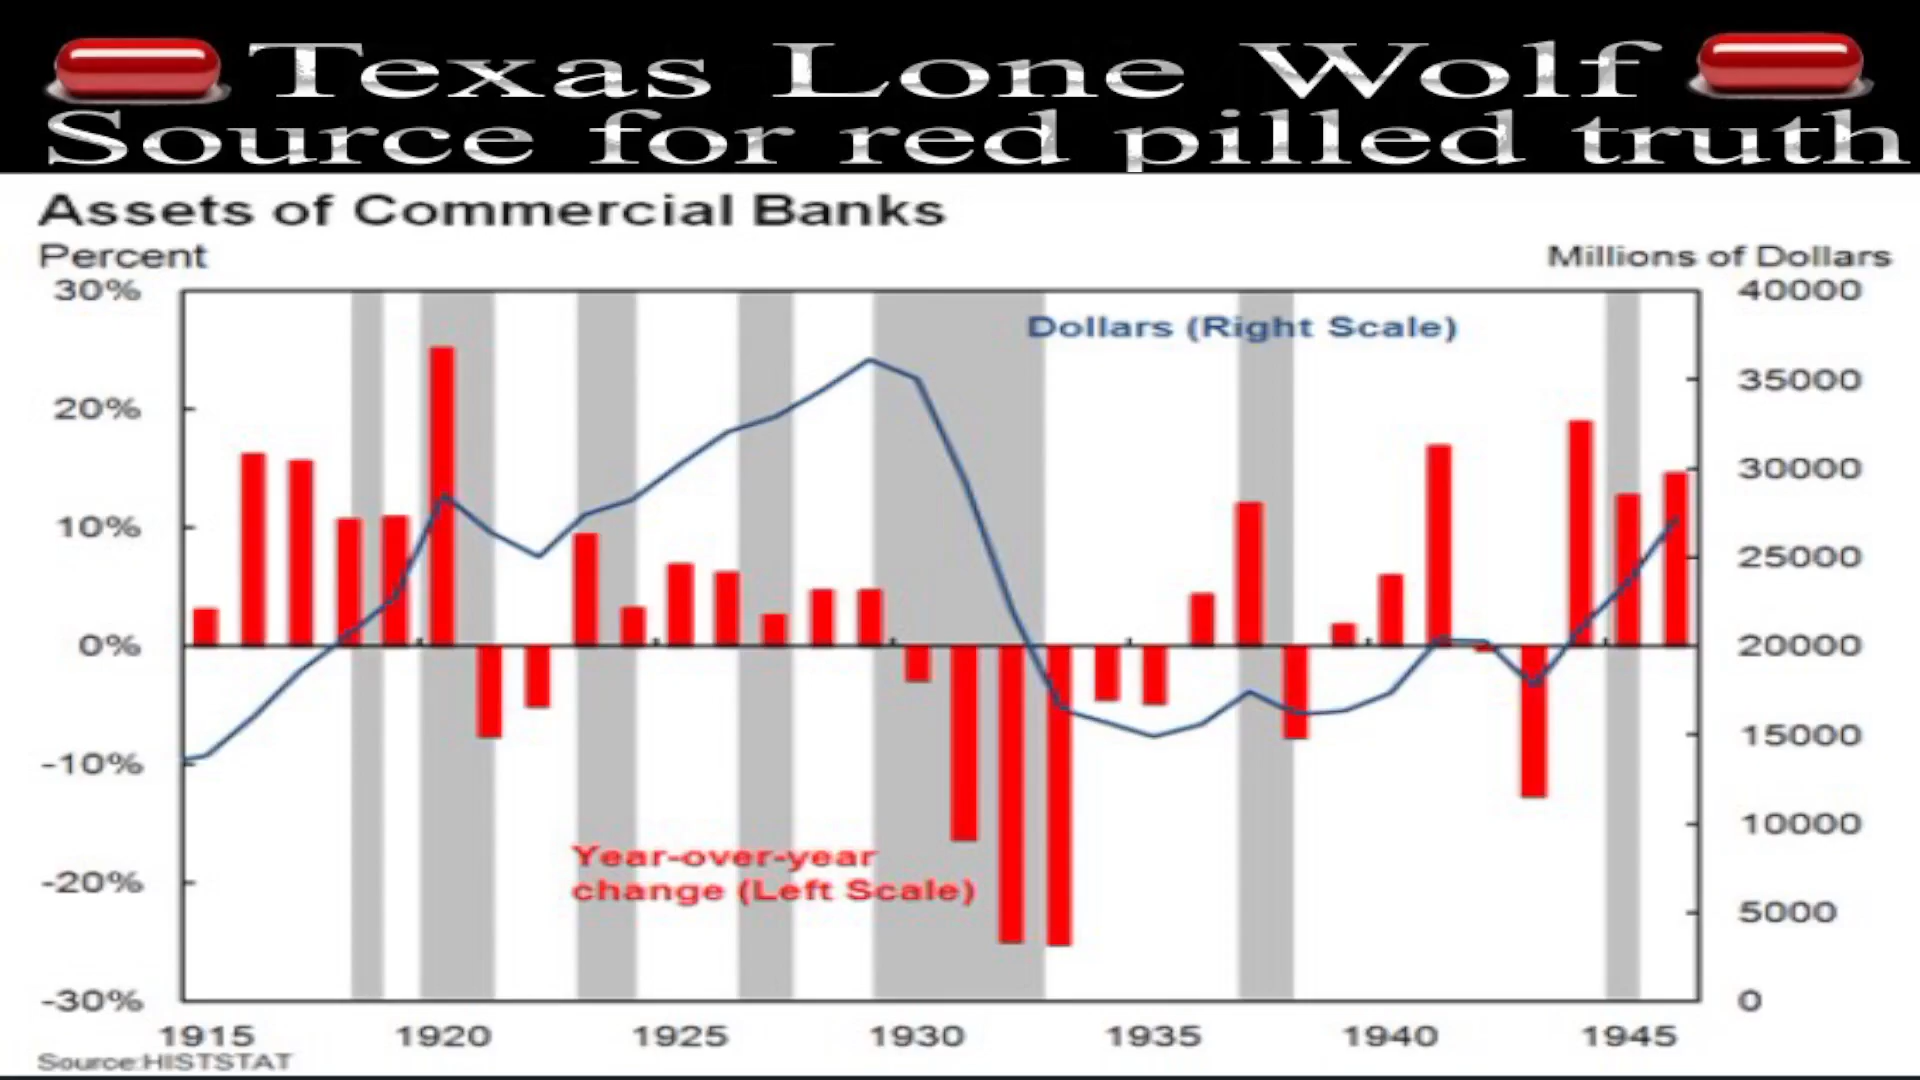 Texas Lone Wolf
Source for red pilled truth
Assets of Commercial Banks
Percent
Millions of Dollars
30%
40000
Dollars (Right Scale)
35000
20%
30000
10%
25000
0%
20000
-10%
15000
10000
Year-over-year
change (Left Scale)
-20%
5000
-30%
0
1915 1920 1925 1930 1935 1940 1945
Source:HISTSTAT